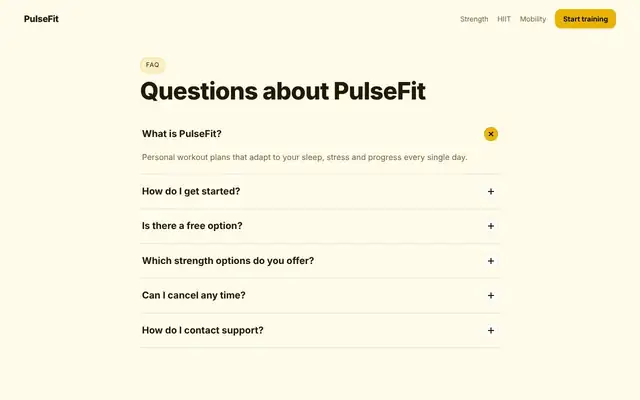 PulseFit
Strength HIIT Mobility Start training
FAQ
Questions about PulseFit
What is PulseFit?
Personal workout plans that adapt to your sleep, stress and progress every single day.
How do I get started?
Is there a free option?
Which strength options do you offer?
Can I cancel any time?
How do I contact support?